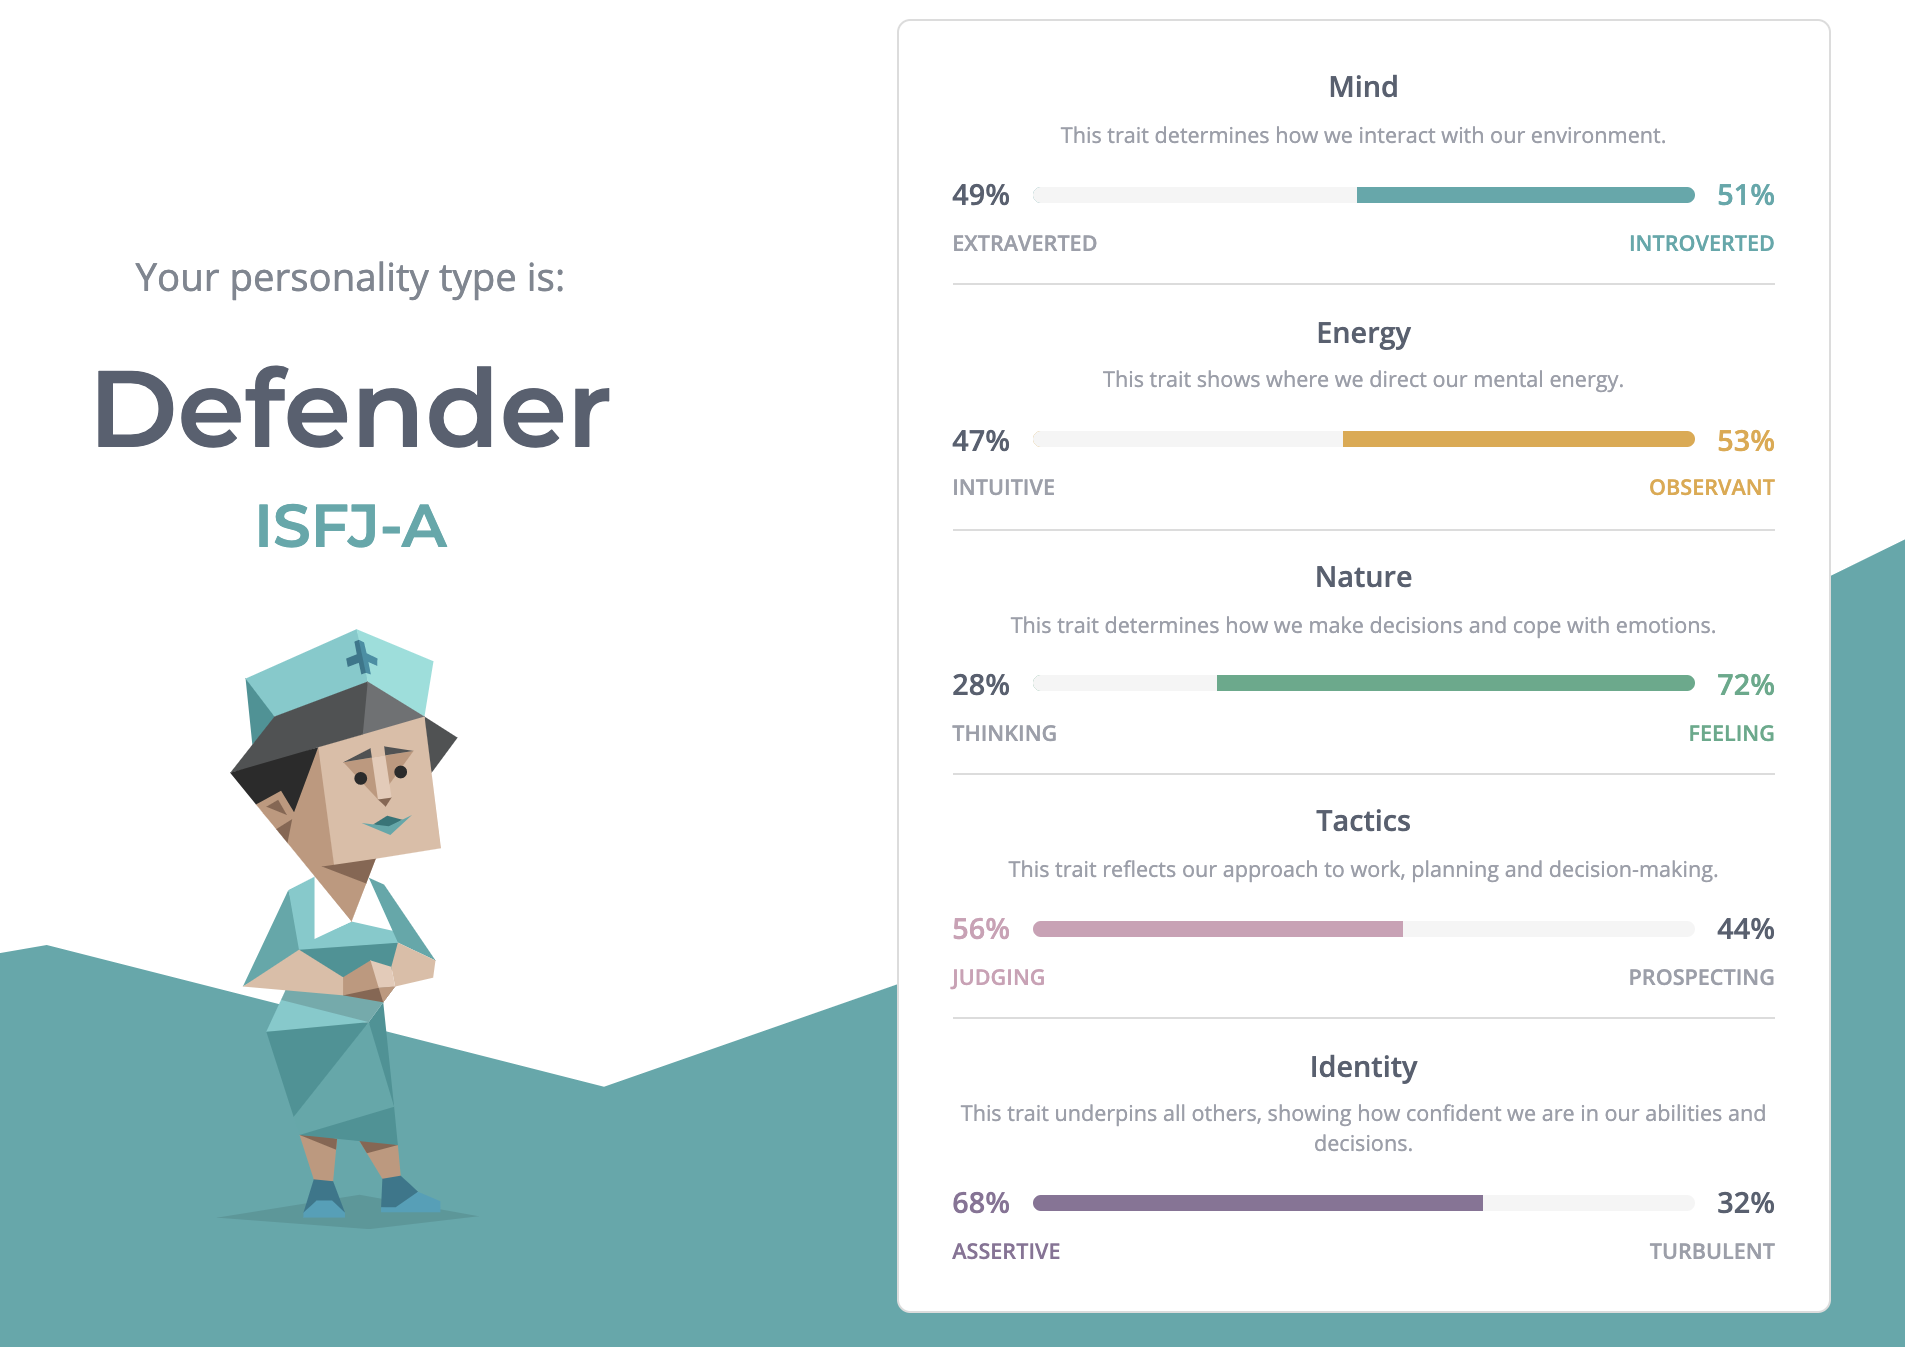 Your personality type is:
Defender
ISFJ-A
Mind
This trait determines how we interact with our environment.
49% 51%
EXTRAVERTED INTROVERTED
Energy
This trait shows where we direct our mental energy.
47% 53%
INTUITIVE OBSERVANT
Nature
This trait determines how we make decisions and cope with emotions.
28% 72%
THINKING FEELING
Tactics
This trait reflects our approach to work, planning and decision-making.
56% 44%
JUDGING PROSPECTING
Identity
This trait underpins all others, showing how confident we are in our abilities and
decisions.
68% 32%
ASSERTIVE TURBULENT